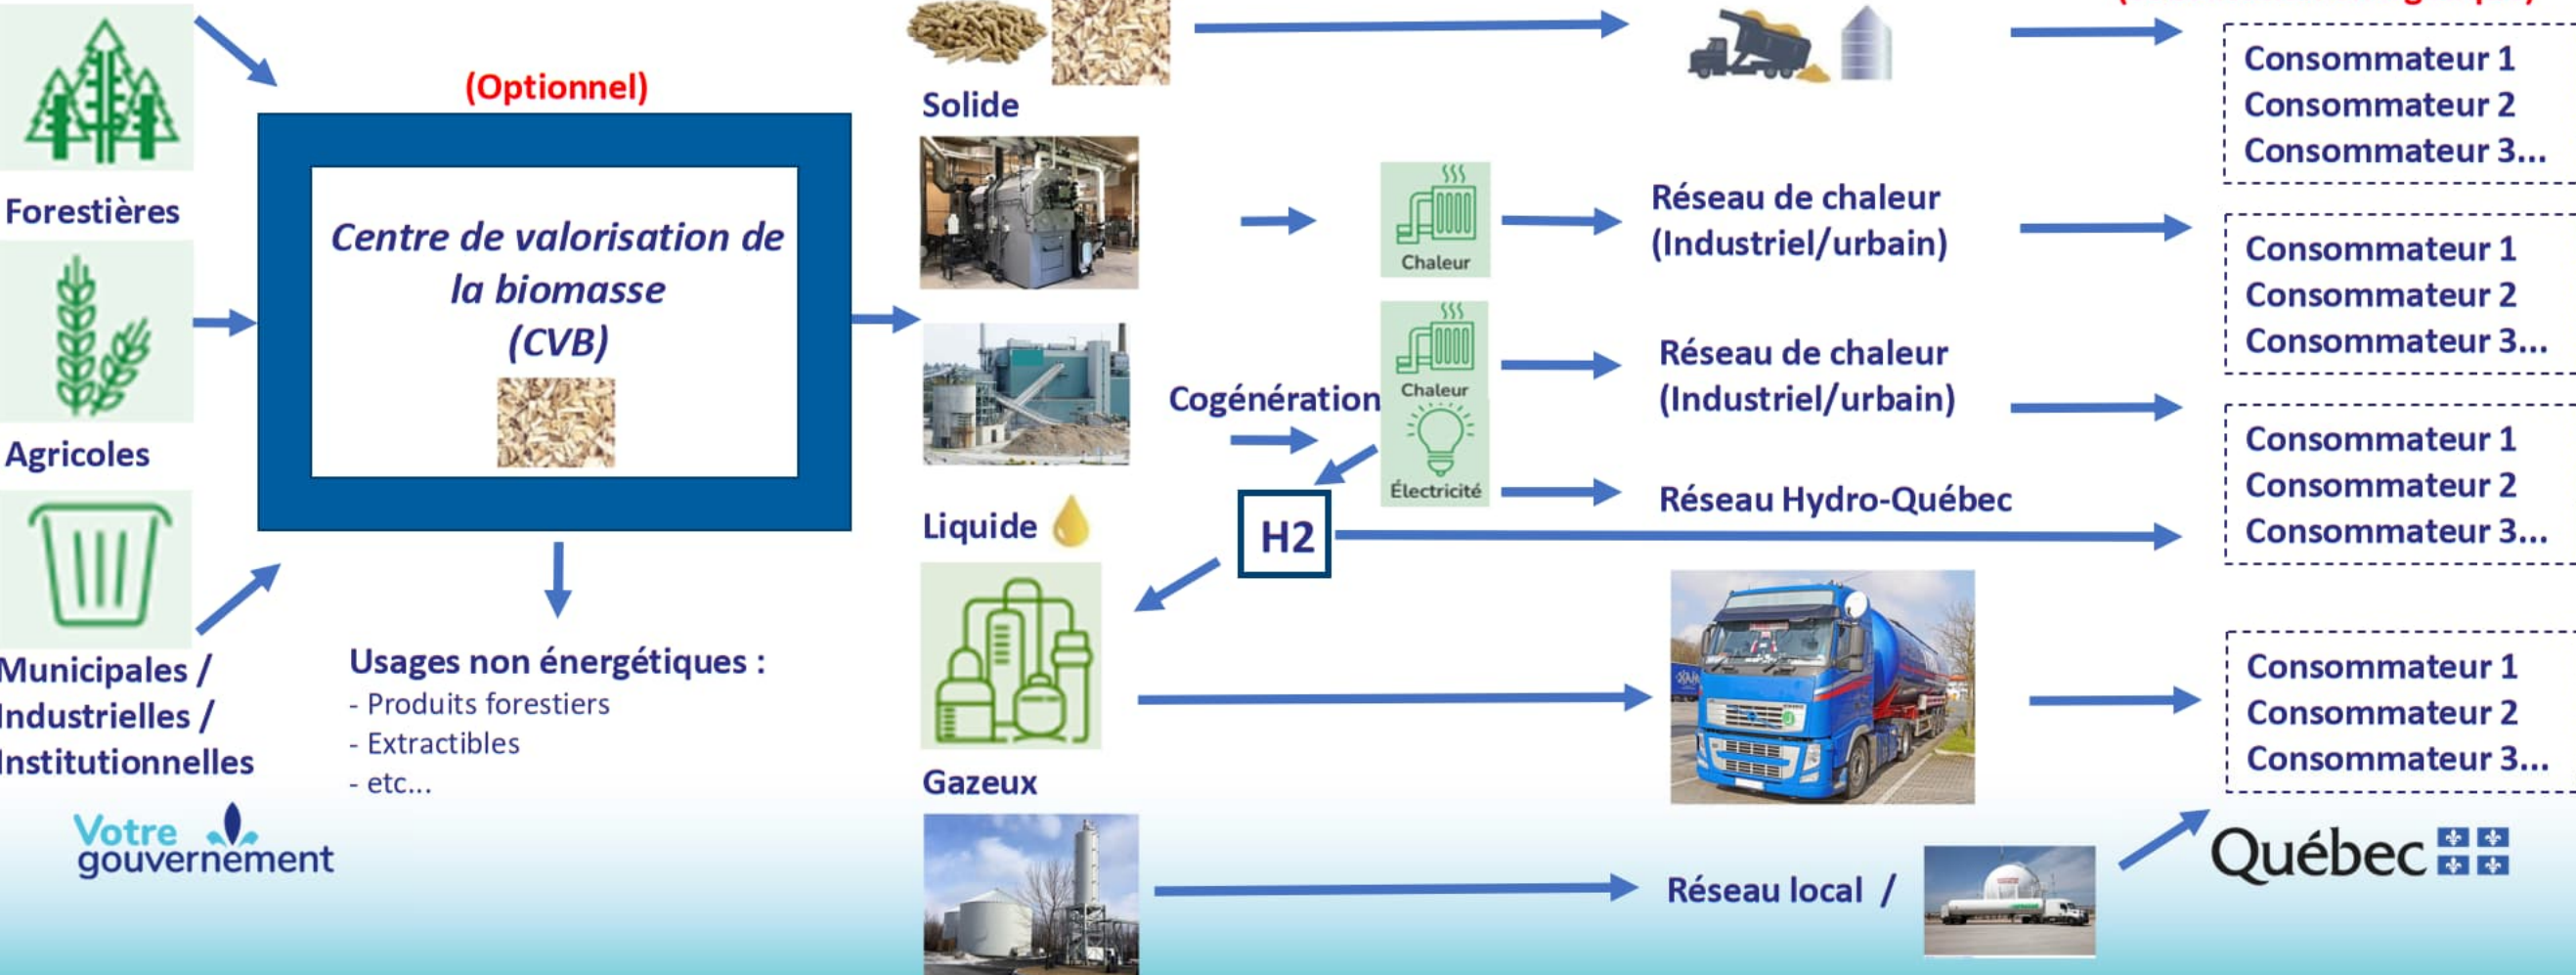 (Optionnel)
Forestières
Agricoles
Municipales /
Industrielles /
Institutionnelles
Centre de valorisation de
la biomasse
(CVB)
Usages non énergétiques :
- Produits forestiers
- Extractibles
- etc...
Solide
Cogénération
Liquide
H2
Gazeux
Chaleur
Chaleur
Électricité
Réseau de chaleur
(Industriel/urbain)
Réseau de chaleur
(Industriel/urbain)
Réseau Hydro-Québec
Réseau local /
Consommateur 1
Consommateur 2
Consommateur 3...
Consommateur 1
Consommateur 2
Consommateur 3...
Consommateur 1
Consommateur 2
Consommateur 3...
Consommateur 1
Consommateur 2
Consommateur 3...
Votre
gouvernement
Québec